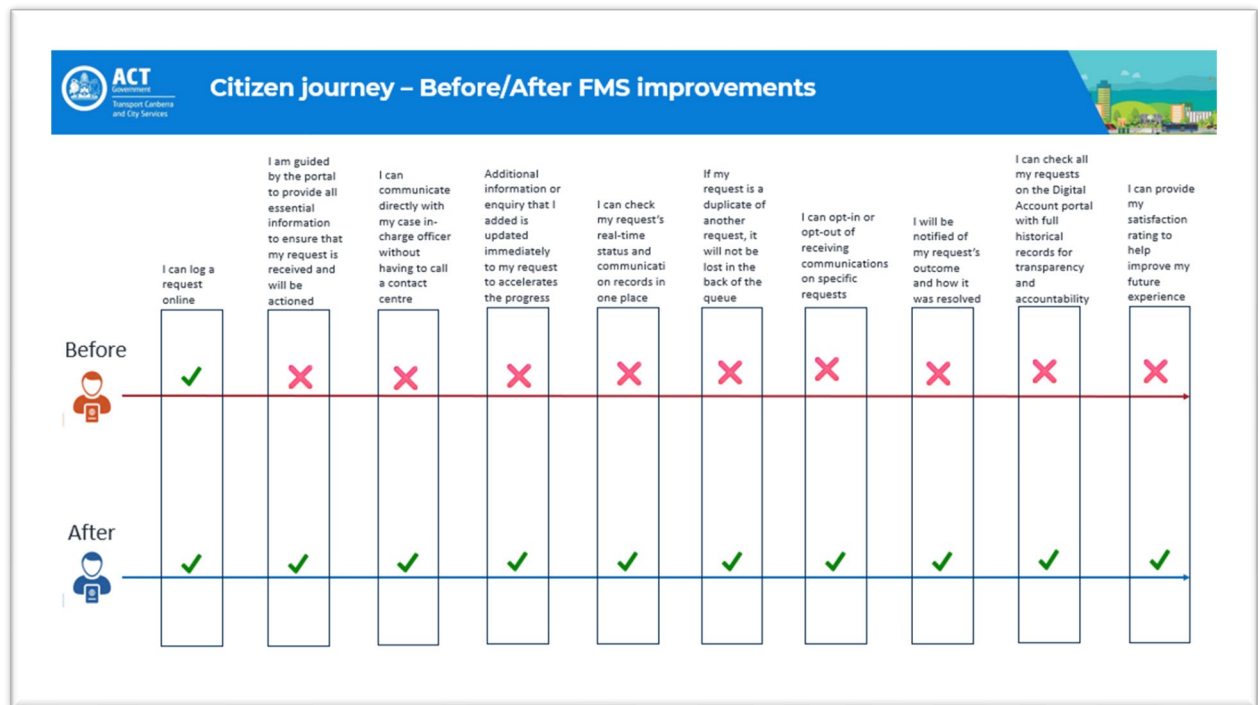 ACT
Government
Transport Canberra
and City Services
Citizen journey – Before/After FMS improvements
I can log a
request
online
I am guided
by the portal
to provide all
essential
information
to ensure that
my request is
received and
will be
actioned
I can
communicate
directly with
my case in-
charge officer
without
having to call
a contact
centre
Additional
information or
enquiry that I
added is
updated
immediately
to my request
to accelerates
the progress
I can check
my request's
real-time
status and
communicati
on records in
one place
If my
request is a
duplicate of
another
request, it
will not be
lost in the
back of the
queue
I can opt-in or
opt-out of
receiving
communications
on specific
requests
I will be
notified of
my request's
outcome
and how it
was resolved
I can check all
my requests
on the Digital
Account portal
with full
historical
records for
transparency
and
accountability
I can provide
my
satisfaction
rating to
help
improve my
future
experience
Before
After